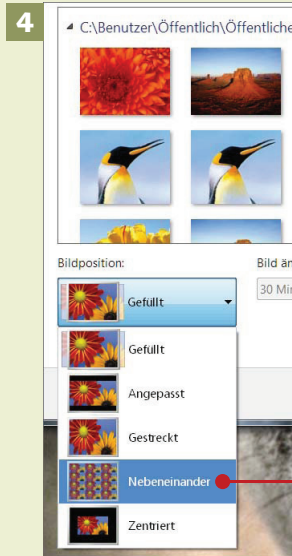 4
C:\Benutzer\Öffentlich\Öffentliche
Bildposition:
Bild än
Gefüllt
30 Min
Gefüllt
Angepasst
Gestreckt
Nebeneinander
Zentriert